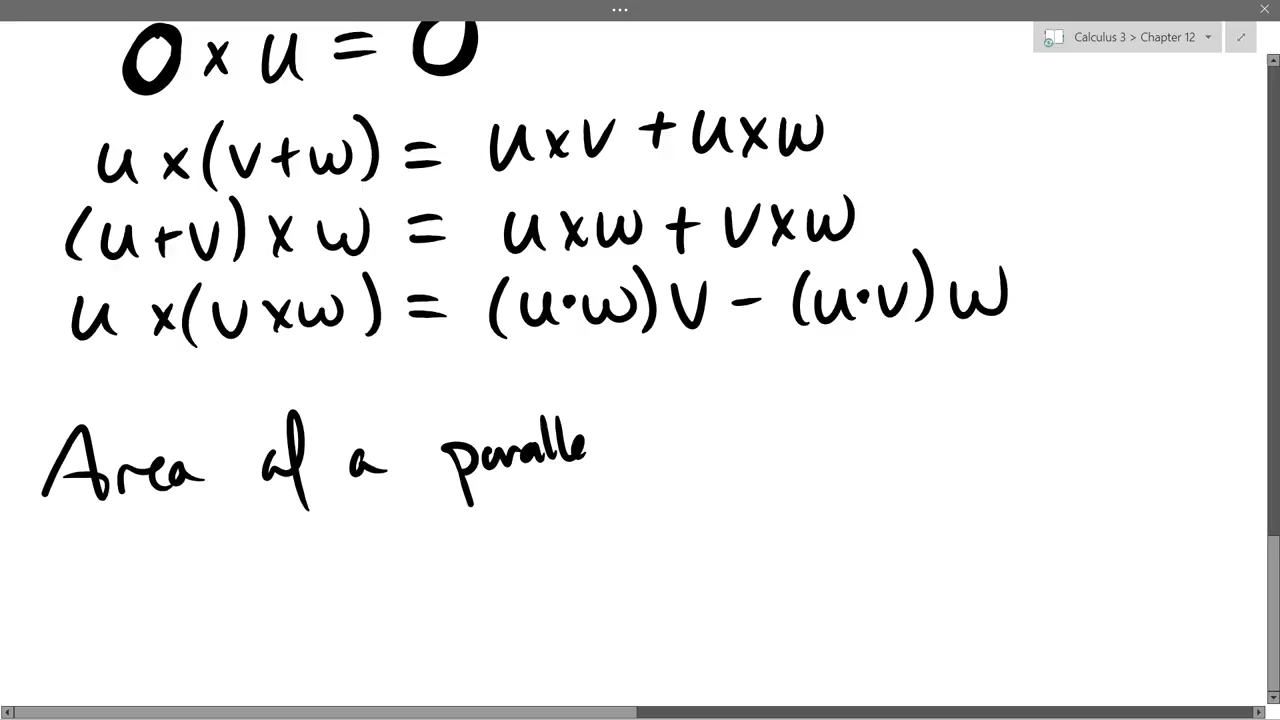 Calculus 3 > Chapter 12
0 × u = 0
u × (v + w) = u × v + u × w
(u + v) × w = u × w + v × w
u × (v × w) = (u · w) v - (u · v) w
Area of a paralle